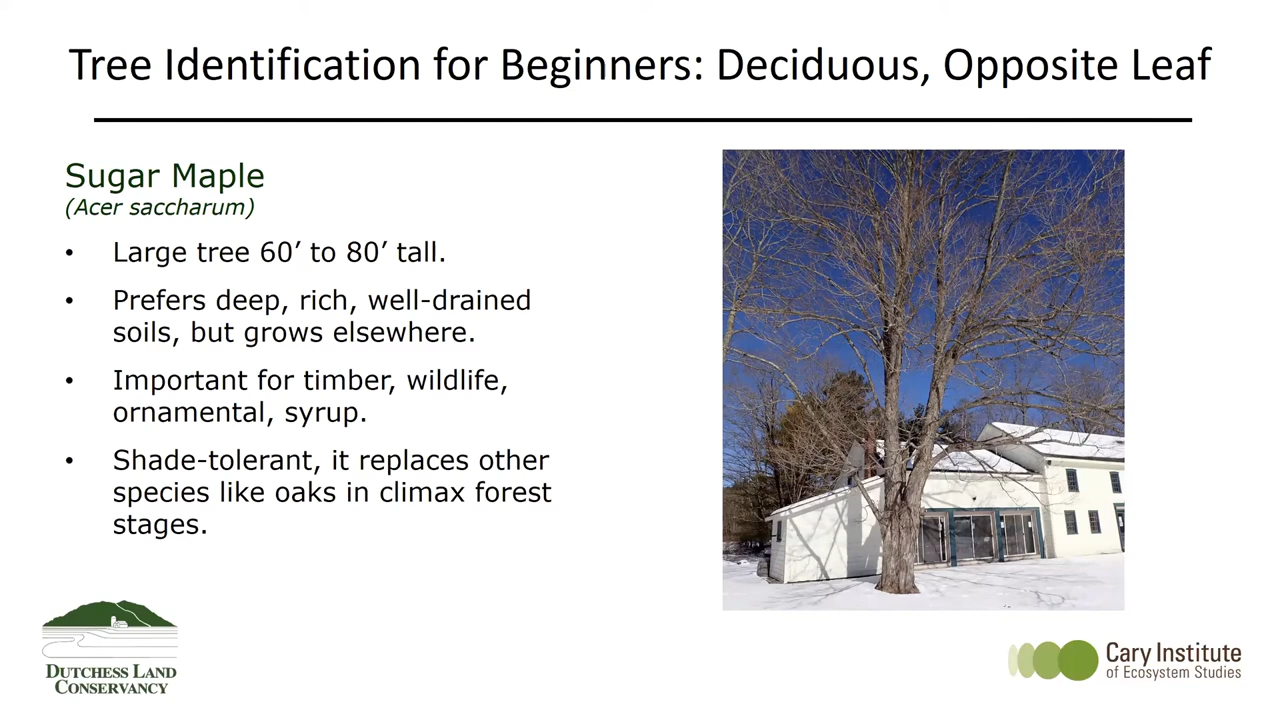 Tree Identification for Beginners: Deciduous, Opposite Leaf
Sugar Maple
(Acer saccharum)
• Large tree 60’ to 80’ tall.
• Prefers deep, rich, well-drained
soils, but grows elsewhere.
• Important for timber, wildlife,
ornamental, syrup.
• Shade-tolerant, it replaces other
species like oaks in climax forest
stages.
DUTCHESS LAND
CONSERVANCY
Cary Institute
of Ecosystem Studies